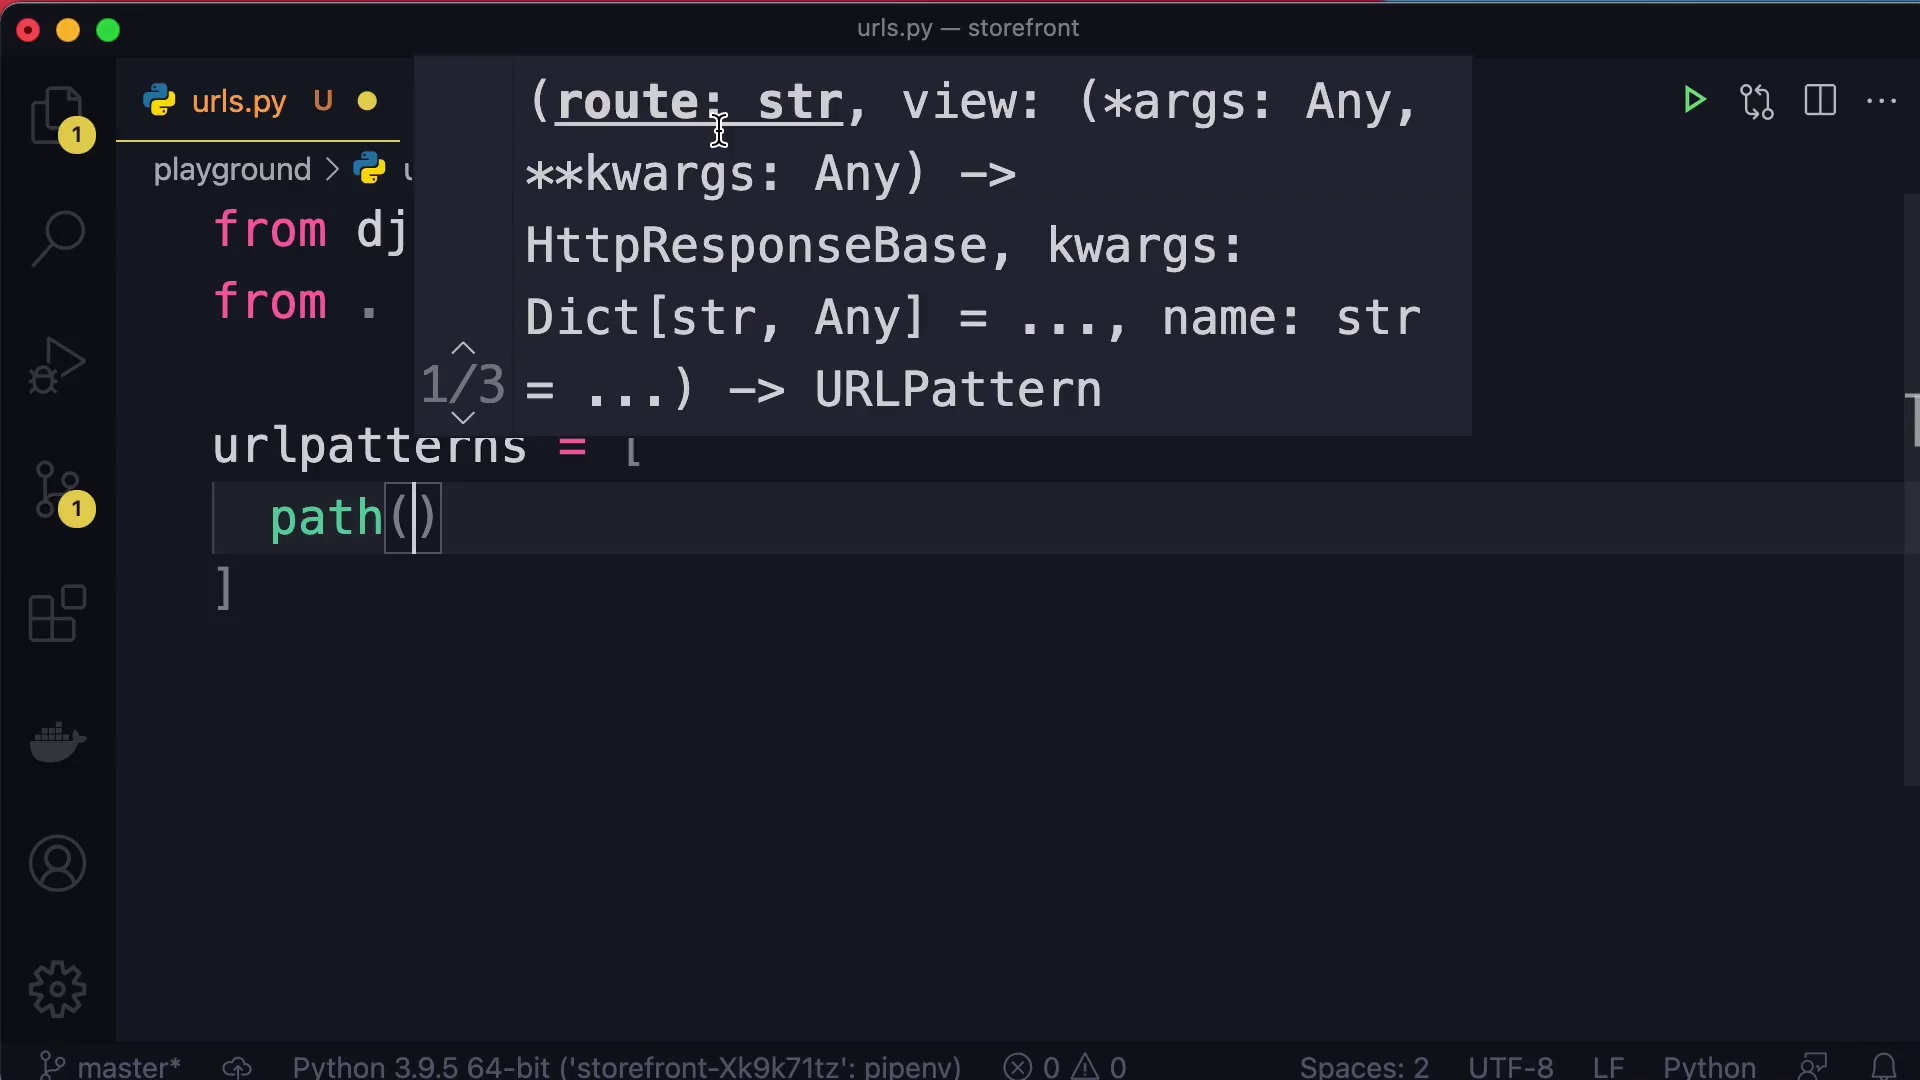 urls.py — storefront
urls.py U
1
playground >
(route: str, view: (*args: Any,
**kwargs: Any) ->
HttpResponseBase, kwargs:
Dict[str, Any] = ..., name: str
= ...) -> URLPattern
1/3
from dj
from .
urlpatterns = [
path()
]
1
master*
Python 3.9.5 64-bit ('storefront-Xk9k71tz': pipenv)
0
0
Spaces: 2
UTF-8
LF
Python